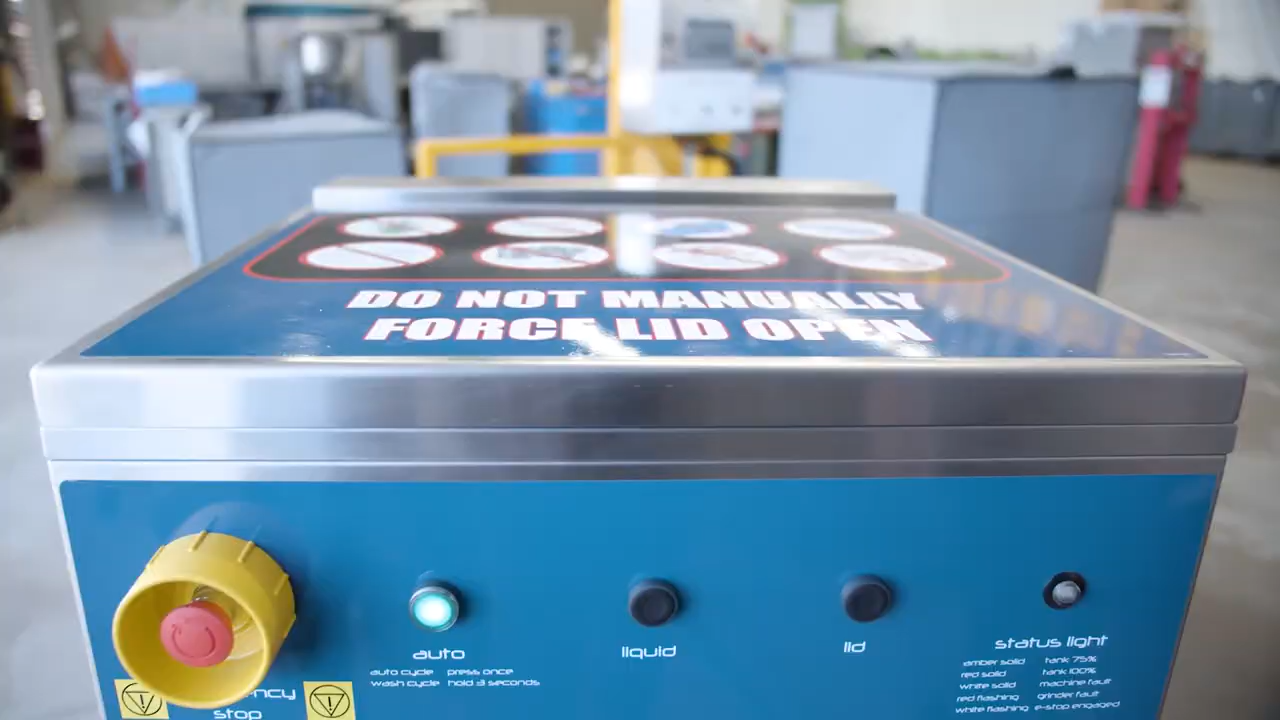 DO NOT MANUALLY
FORCE LID OPEN
auto
auto cycle press once
wash cycle hold 3 seconds
liquid
lid
status light
amber solid tank 75%
red solid tank 100%
white solid machine fault
red flashing grinder fault
white flashing e-stop engaged
ncy
stop